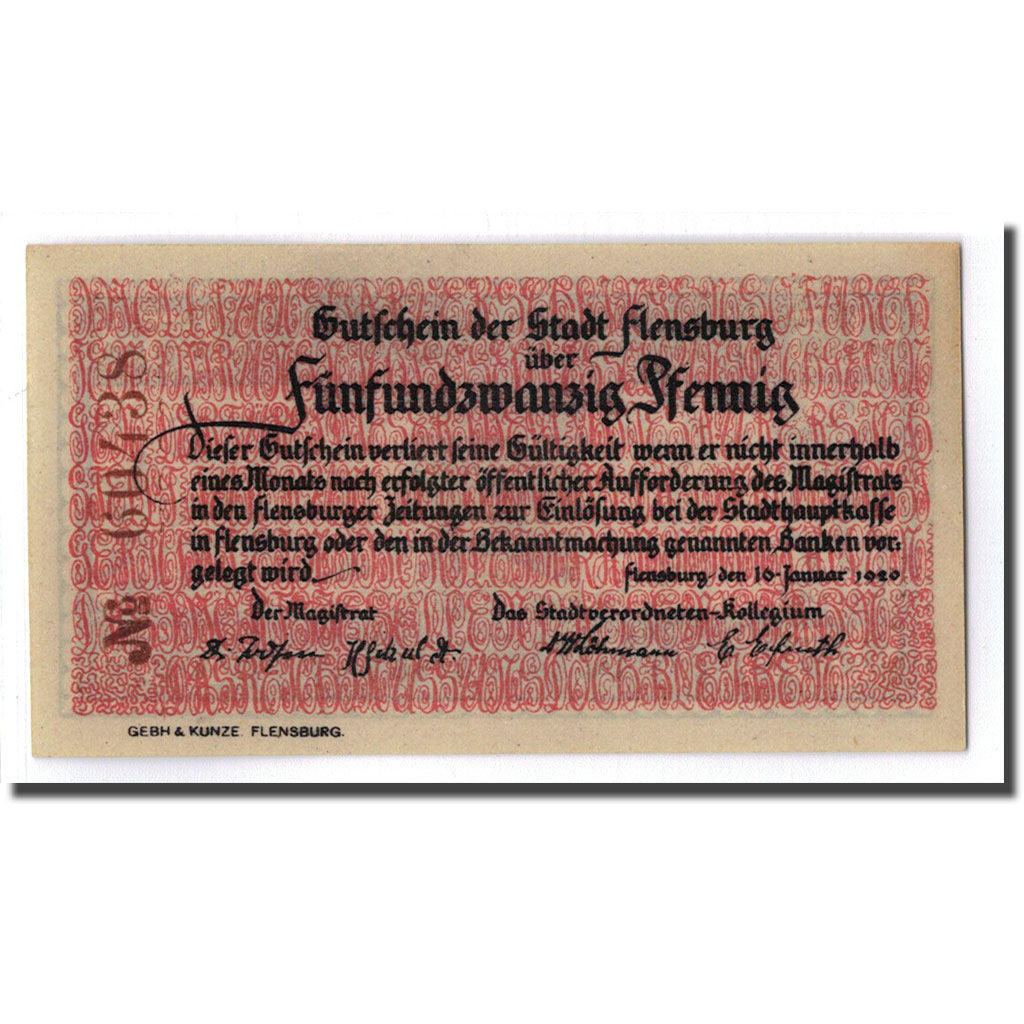 Gutschein der Stadt Flensburg
über
Fünfundzwanzig Pfennig
Dieser Gutschein verliert seine Gültigkeit wenn er nicht innerhalb
eines Monats nach erfolgter öffentlicher Aufforderung des Magistrats
in den Flensburger Zeitungen zur Einlösung bei der Stadthauptkasse
in Flensburg oder den in der Bekanntmachung genannten Banken vor:
gelegt wird.
Flensburg den 16. Januar 1920
Der Magistrat Das Stadtverordneten-Kollegium
GEBH & KUNZE. FLENSBURG.
№ 60438